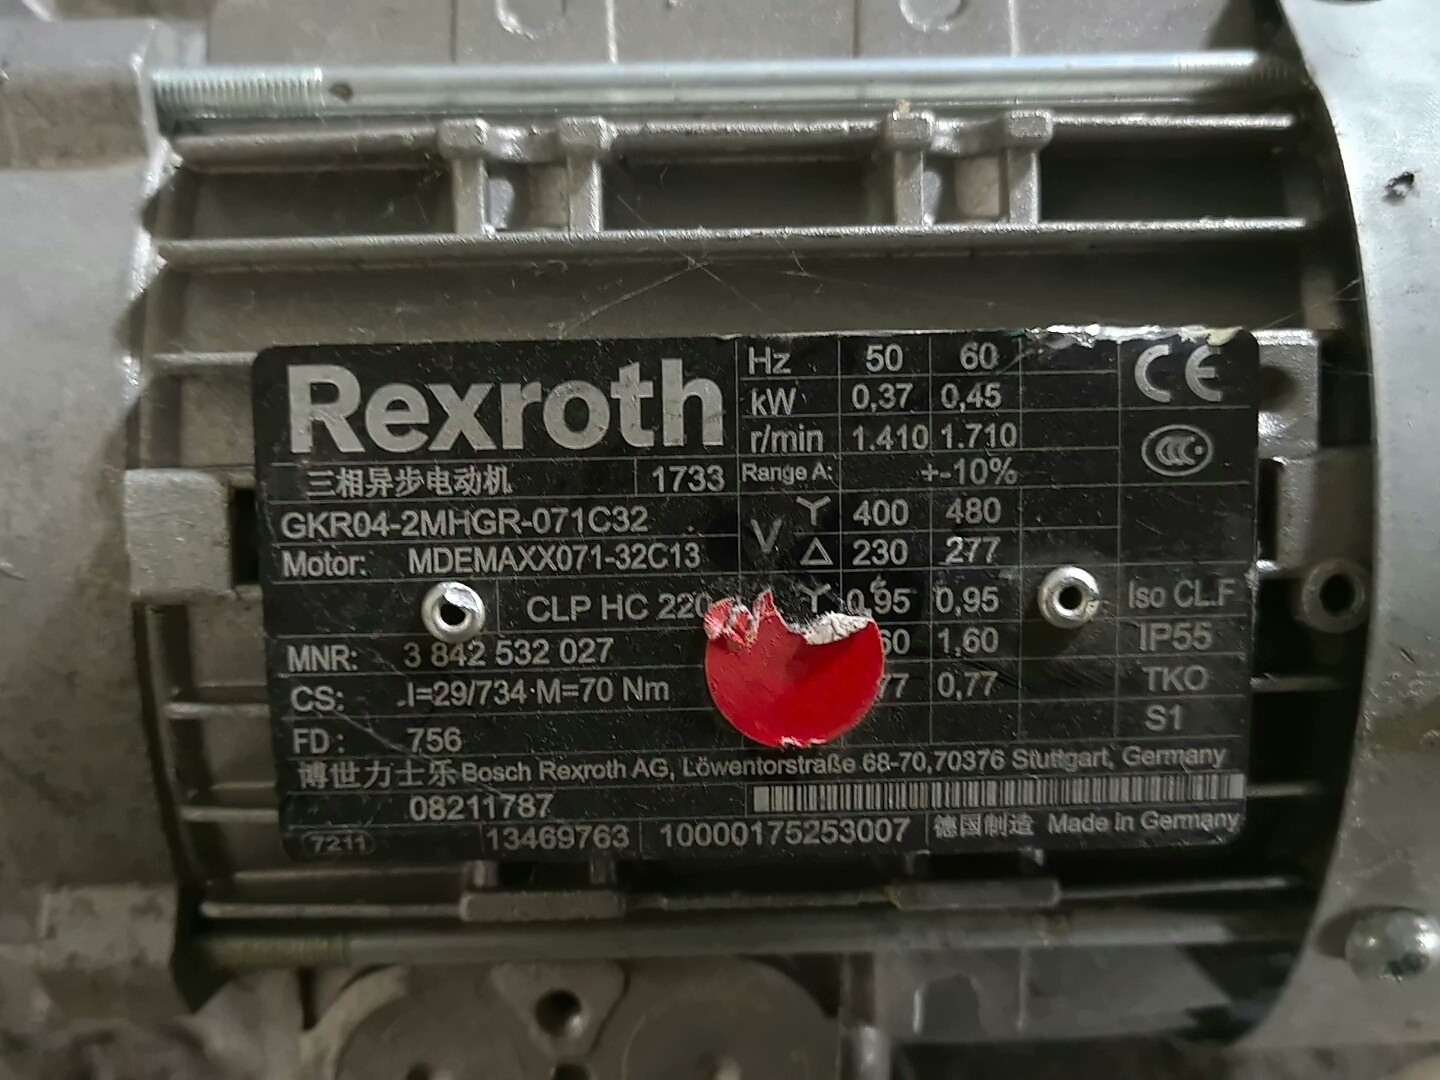 Rexroth
三相异步电动机 1733
GKR04-2MHGR-071C32
Motor: MDEMAXX071-32C13
CLP HC 220
MNR: 3 842 532 027
CS: I=29/734 M=70 Nm
FD: 756
Hz 50 60
kW 0,37 0,45
r/min 1.410 1.710
Range A: +-10%
V Y 400 480
△ 230 277
Y 0,95 0,95
60 1,60
77 0,77
CE
CCC
Iso CL.F
IP55
TKO
S1
博世力士乐 Bosch Rexroth AG, Löwentorstraße 68-70,70376 Stuttgart, Germany
08211787
7211 13469763 10000175253007 德国制造 Made in Germany